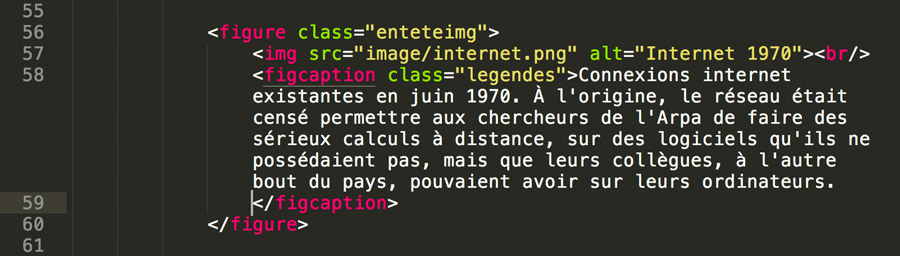 55
56 <figure class="enteteimg">
57 <img src="image/internet.png" alt="Internet 1970"><br/>
58 <figcaption class="legendes">Connexions internet
existantes en juin 1970. À l'origine, le réseau était
censé permettre aux chercheurs de l'Arpa de faire des
sérieux calculs à distance, sur des logiciels qu'ils ne
possédaient pas, mais que leurs collègues, à l'autre
bout du pays, pouvaient avoir sur leurs ordinateurs.
59 </figcaption>
60 </figure>
61